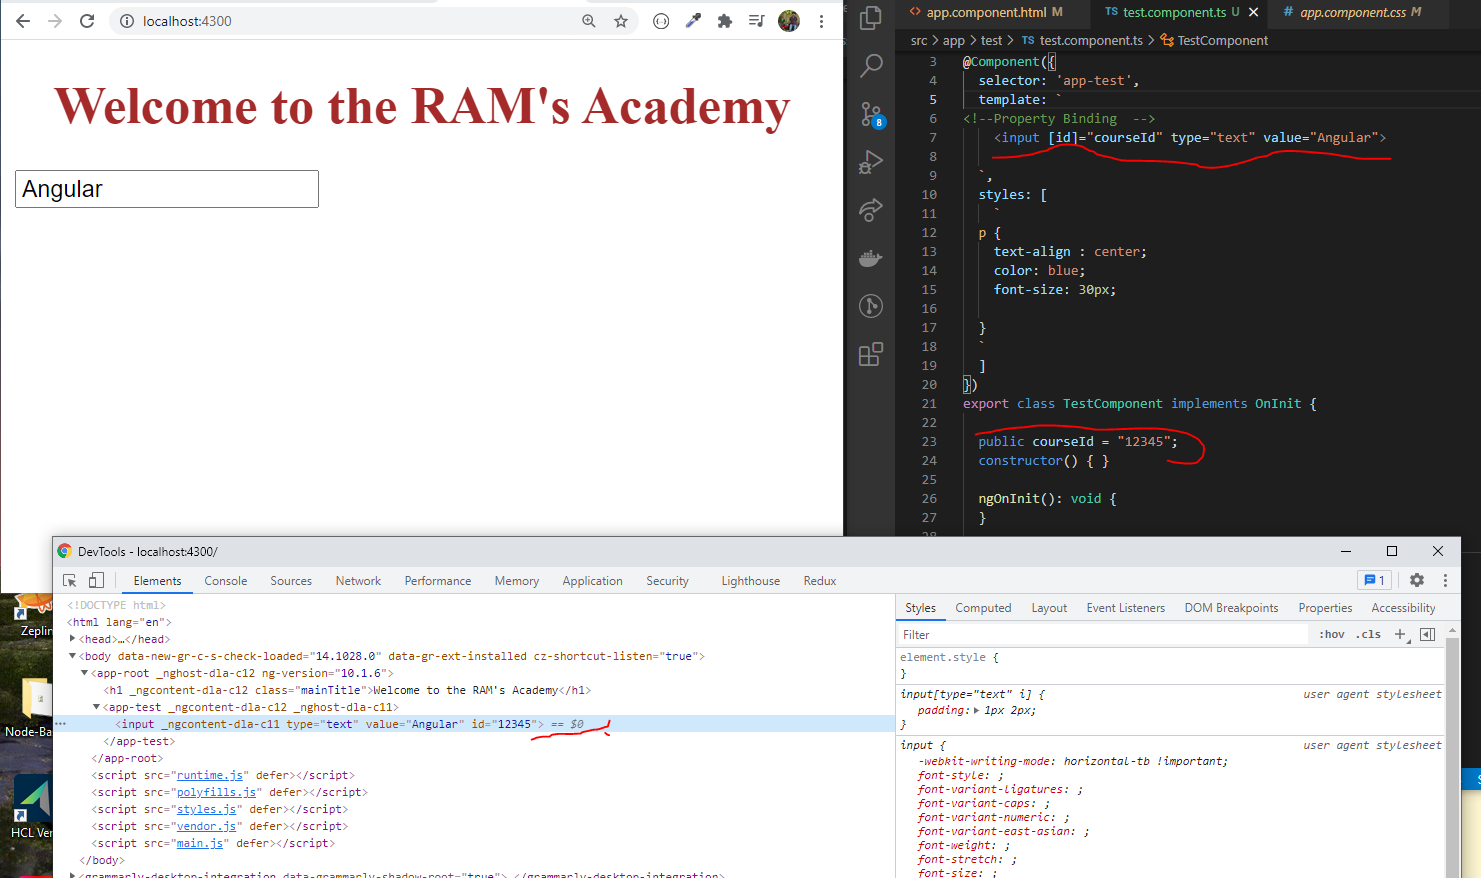 localhost:4300
Welcome to the RAM's Academy
Angular
Zeplin
Node-Ba
HCL Ver
8
<> app.component.html M
TS test.component.ts U
# app.component.css M
src > app > test > TS test.component.ts > TestComponent
3 @Component({
4 selector: 'app-test',
5 template: `
6 <!--Property Binding  -->
7 <input [id]="courseId" type="text" value="Angular">
8
9 `,
10 styles: [
11 `
12 p {
13 text-align : center;
14 color: blue;
15 font-size: 30px;
16
17 }
18 `
19 ]
20 })
21 export class TestComponent implements OnInit {
22
23 public courseId = "12345";
24 constructor() { }
25
26 ngOnInit(): void {
27 }
28
DevTools - localhost:4300/
Elements Console Sources Network Performance Memory Application Security Lighthouse Redux 1
<!DOCTYPE html>
<html lang="en">
<head>…</head>
<body data-new-gr-c-s-check-loaded="14.1028.0" data-gr-ext-installed cz-shortcut-listen="true">
<app-root _nghost-dla-c12 ng-version="10.1.6">
<h1 _ngcontent-dla-c12 class="mainTitle">Welcome to the RAM's Academy</h1>
<app-test _ngcontent-dla-c12 _nghost-dla-c11>
<input _ngcontent-dla-c11 type="text" value="Angular" id="12345"> == $0
</app-test>
</app-root>
<script src="runtime.js" defer></script>
<script src="polyfills.js" defer></script>
<script src="styles.js" defer></script>
<script src="vendor.js" defer></script>
<script src="main.js" defer></script>
</body>
<grammarly-desktop-integration data-grammarly-shadow-root="true"> </grammarly-desktop-integration>
Styles Computed Layout Event Listeners DOM Breakpoints Properties Accessibility
Filter :hov .cls +
element.style {
}
input[type="text" i] { user agent stylesheet
padding: 1px 2px;
}
input { user agent stylesheet
-webkit-writing-mode: horizontal-tb !important;
font-style: ;
font-variant-ligatures: ;
font-variant-caps: ;
font-variant-numeric: ;
font-variant-east-asian: ;
font-weight: ;
font-stretch: ;
font-size: ;